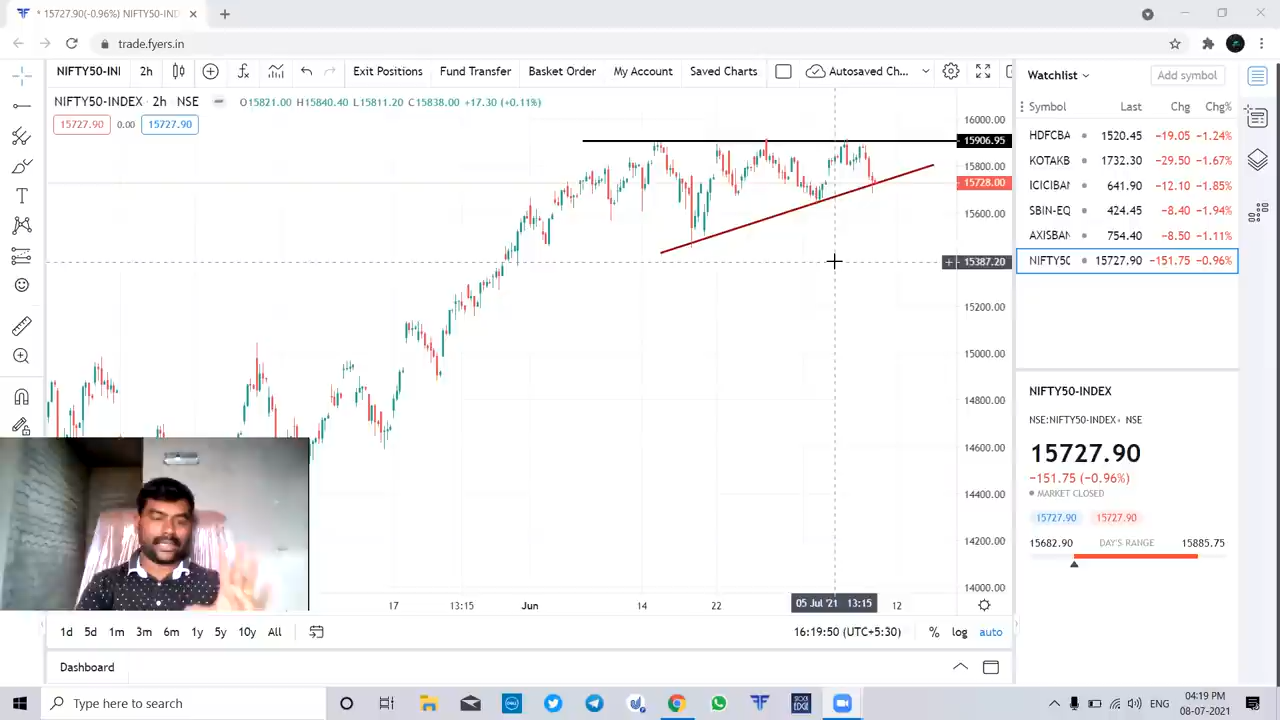 * 15727.90(-0.96%) NIFTY50-IND
trade.fyers.in
NIFTY50-INI 2h Exit Positions Fund Transfer Basket Order My Account Saved Charts Autosaved Ch...
NIFTY50-INDEX · 2h · NSE O15821.00 H15840.40 L15811.20 C15838.00 +17.30 (+0.11%)
15727.90 0.00 15727.90
16000.00
15906.95
15800.00
15728.00
15600.00
15387.20
15200.00
15000.00
14800.00
14600.00
14400.00
14200.00
14000.00
17 13:15 Jun 14 22 05 Jul '21 13:15 12
1d 5d 1m 3m 6m 1y 5y 10y All 16:19:50 (UTC+5:30) % log auto
Dashboard
Watchlist Add symbol
Symbol Last Chg Chg%
HDFCBA 1520.45 −19.05 −1.24%
KOTAKB 1732.30 −29.50 −1.67%
ICICIBAN 641.90 −12.10 −1.85%
SBIN-EQ 424.45 −8.40 −1.94%
AXISBAN 754.40 −8.50 −1.11%
NIFTY50 15727.90 −151.75 −0.96%
NIFTY50-INDEX
NSE:NIFTY50-INDEX · NSE
15727.90
−151.75 (−0.96%)
MARKET CLOSED
15727.90 15727.90
15682.90 DAY'S RANGE 15885.75
Type here to search
DELL
STOCK EDGE
ENG
04:19 PM
08-07-2021